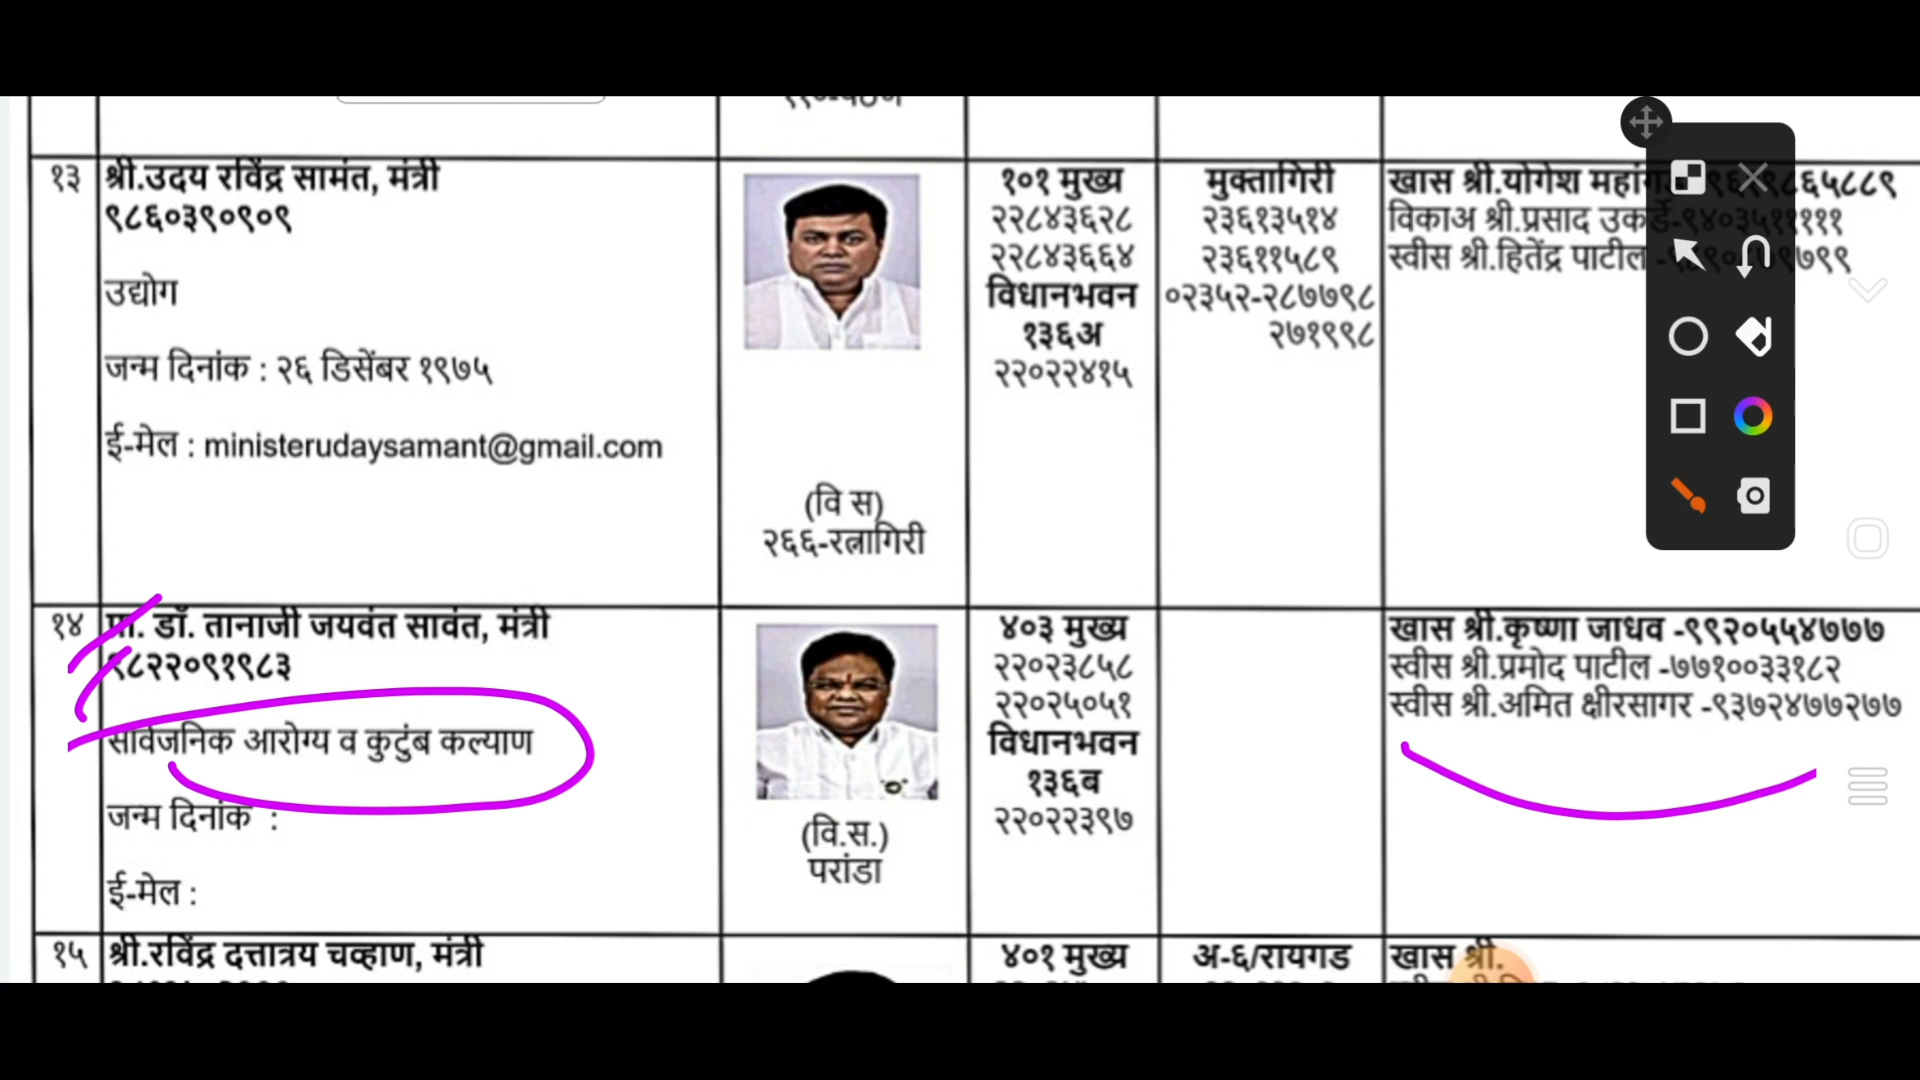 १३
श्री.उदय रविंद्र सामंत, मंत्री
९८६०३९०९०९
उद्योग
जन्म दिनांक : २६ डिसेंबर १९७५
ई-मेल : ministerudaysamant@gmail.com
(वि स)
२६६-रत्नागिरी
१०१ मुख्य
२२८४३६२८
२२८४३६६४
विधानभवन
१३६अ
२२०२२४१५
मुक्तागिरी
२३६१३५१४
२३६११५८९
०२३५२-२८७७९८
२७१९९८
खास श्री.योगेश
विकाअ श्री.प्रसाद
स्वीस श्री.हितेंद्र पाटील
१४
प्रा. डॉ. तानाजी जयवंत सावंत, मंत्री
९८२२०९१९८३
सार्वजनिक आरोग्य व कुटुंब कल्याण
जन्म दिनांक :
ई-मेल :
(वि.स.)
परांडा
४०३ मुख्य
२२०२३८५८
२२०२५०५१
विधानभवन
१३६ब
२२०२२३९७
खास श्री.कृष्णा जाधव -९९२०५५४७७७
स्वीस श्री.प्रमोद पाटील -७७१००३३१८२
स्वीस श्री.अमित क्षीरसागर -९३७२४७७२७७
१५
श्री.रविंद्र दत्तात्रय चव्हाण, मंत्री
४०१ मुख्य
अ-६/रायगड
खास श्री.